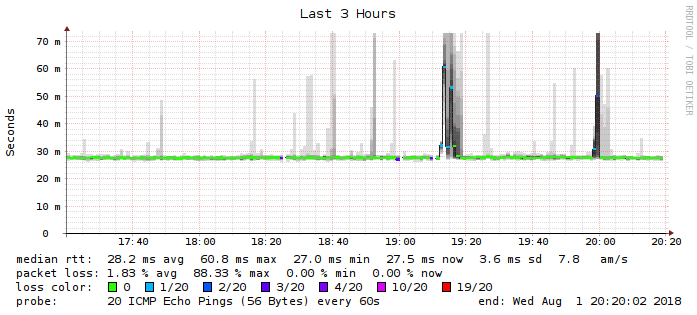 Last 3 Hours
RRDTOOL / TOBI OETIKER
Seconds
70 m
60 m
50 m
40 m
30 m
20 m
10 m
0
17:40 18:00 18:20 18:40 19:00 19:20 19:40 20:00 20:20
median rtt: 28.2 ms avg 60.8 ms max 27.0 ms min 27.5 ms now 3.6 ms sd 7.8 am/s
packet loss: 1.83 % avg 88.33 % max 0.00 % min 0.00 % now
loss color: 0 1/20 2/20 3/20 4/20 10/20 19/20
probe: 20 ICMP Echo Pings (56 Bytes) every 60s end: Wed Aug 1 20:20:02 2018